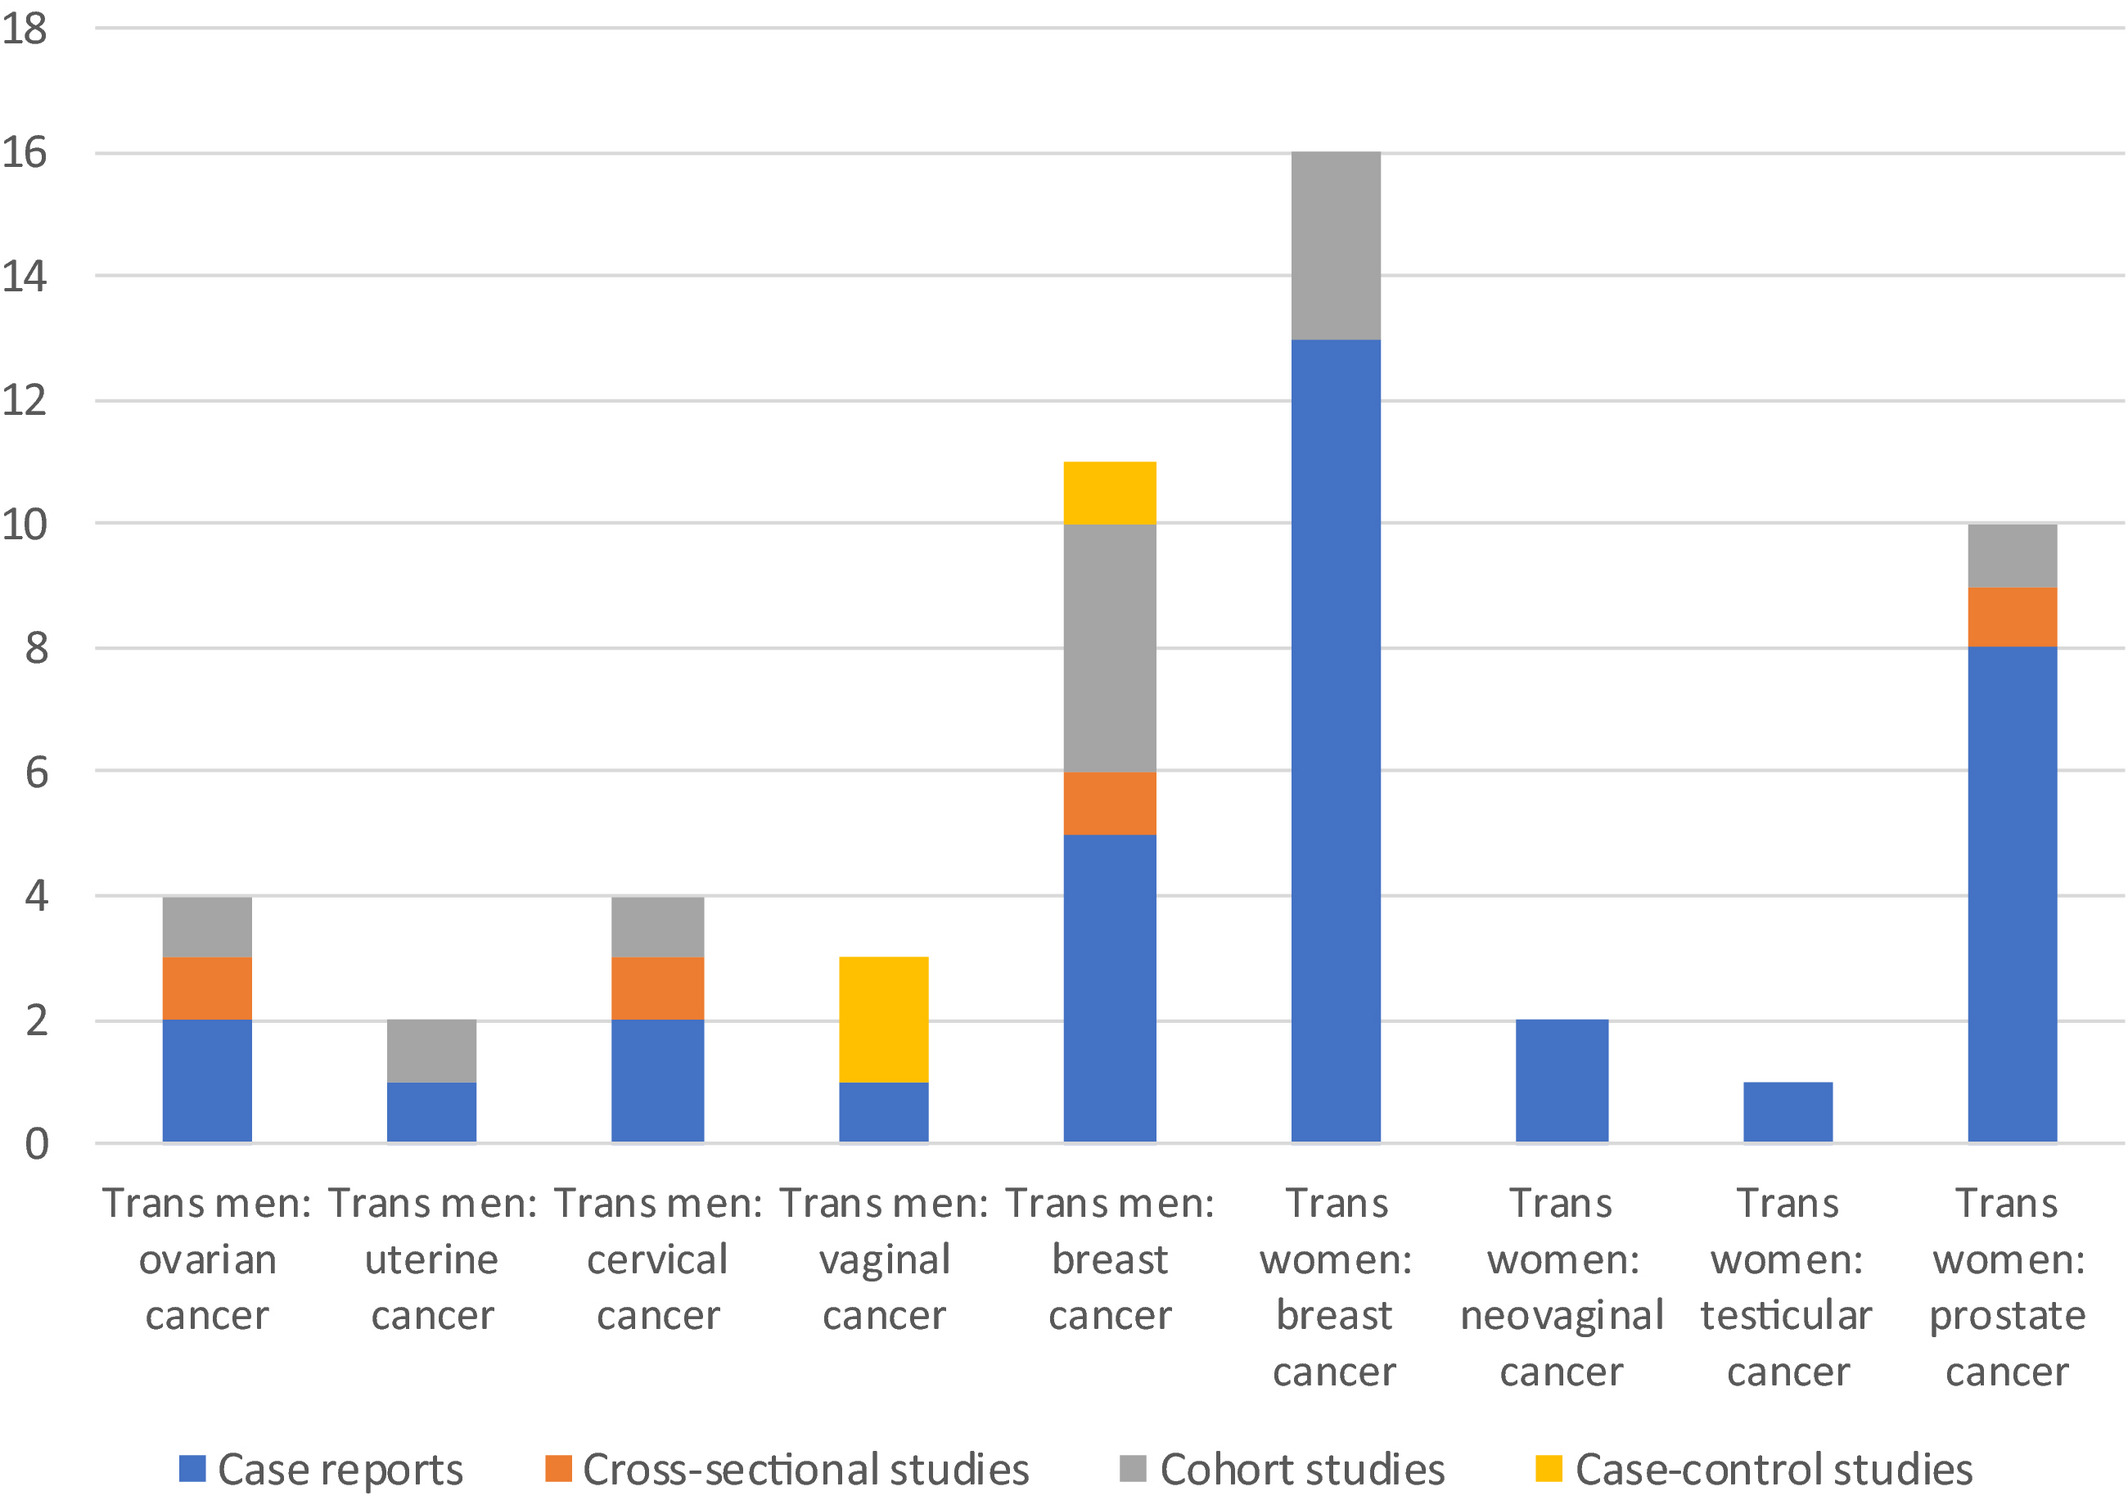 18
16
14
12
10
8
6
4
2
0
Trans men: ovarian cancer
Trans men: uterine cancer
Trans men: cervical cancer
Trans men: vaginal cancer
Trans men: breast cancer
Trans women: breast cancer
Trans women: neovaginal cancer
Trans women: testicular cancer
Trans women: prostate cancer
Case reports
Cross-sectional studies
Cohort studies
Case-control studies